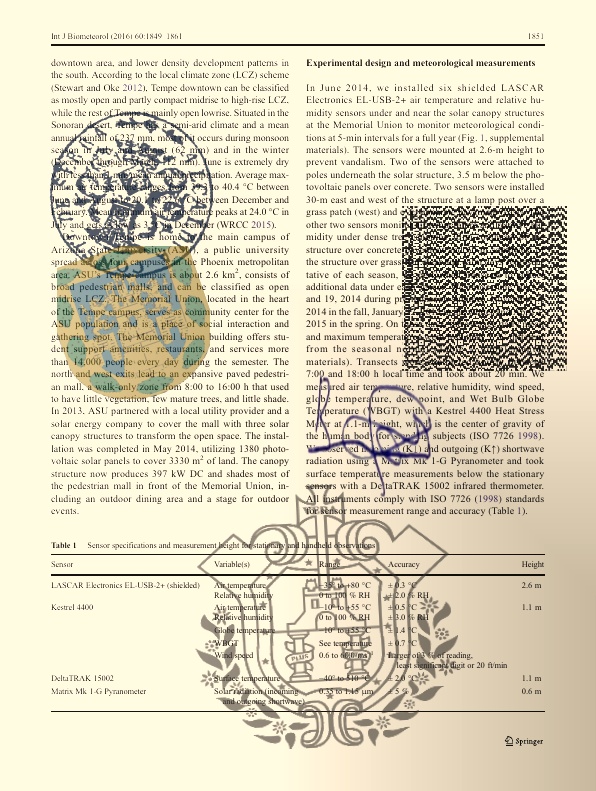 Int J Biometeorol (2016) 60:1849–1861
1851
downtown area, and lower density development patterns in
the south. According to the local climate zone (LCZ) scheme
(Stewart and Oke 2012), Tempe downtown can be classified
as mostly open and partly compact midrise to high-rise LCZ,
while the rest of Tempe is mainly open lowrise. Situated in the
Sonoran desert, Tempe has a semi-arid climate and a mean
annual rainfall of 237 mm, most occurs during monsoon
season in July and August (62 mm) and in the winter
(December through March, 112 mm). June is extremely dry
with less than 1 mm mean annual precipitation. Average max-
imum air temperature ranges from 39.3 to 40.4 °C between
June and August to 20.1 to 22.6 °C between December and
February. Mean minimum air temperature peaks at 24.0 °C in
July and gets as low as 3.3 °C in December (WRCC 2015).
Downtown Tempe is home to the main campus of
Arizona State University (ASU), a public university
spread across four campuses in the Phoenix metropolitan
area. ASU's Tempe campus is about 2.6 km², consists of
broad pedestrian malls, and can be classified as open
midrise LCZ. The Memorial Union, located in the heart
of the Tempe campus, serves as community center for the
ASU population and is a place of social interaction and
gathering spot. The Memorial Union building offers stu-
dent support amenities, restaurants, and services more
than 14,000 people every day during the semester. The
north and west exits lead to an expansive paved pedestri-
an mall, a walk-only zone from 8:00 to 16:00 h that used
to have little vegetation, few mature trees, and little shade.
In 2013, ASU partnered with a local utility provider and a
solar energy company to cover the mall with three solar
canopy structures to transform the open space. The instal-
lation was completed in May 2014, utilizing 1380 photo-
voltaic solar panels to cover 3330 m² of land. The canopy
structure now produces 397 kW DC and shades most of
the pedestrian mall in front of the Memorial Union, in-
cluding an outdoor dining area and a stage for outdoor
events.
Experimental design and meteorological measurements
In June 2014, we installed six shielded LASCAR
Electronics EL-USB-2+ air temperature and relative hu-
midity sensors under and near the solar canopy structures
at the Memorial Union to monitor meteorological condi-
tions at 5-min intervals for a full year (Fig. 1, supplemental
materials). The sensors were mounted at 2.6-m height to
prevent vandalism. Two of the sensors were attached to
poles underneath the solar structure, 3.5 m below the pho-
tovoltaic panels over concrete. Two sensors were installed
30-m east and west of the structure at a lamp post over a
grass patch (west) and
other two sensors moni
midity under dense tre
structure over concrete
the structure over grass
tative of each season,
additional data under
and 19, 2014 during pr
2014 in the fall, January
2015 in the spring. On
and maximum temperat
from the seasonal n
materials). Transects
7:00 and 18:00 h local time and took about 20 min. We
measured air temperature, relative humidity, wind speed,
globe temperature, dew point, and Wet Bulb Globe
Temperature (WBGT) with a Kestrel 4400 Heat Stress
Meter at 1.1-m height, which is the center of gravity of
the human body for standing subjects (ISO 7726 1998).
We observed incoming (K↓) and outgoing (K↑) shortwave
radiation using a Matrix Mk 1-G Pyranometer and took
surface temperature measurements below the stationary
sensors with a DeltaTRAK 15002 infrared thermometer.
All instruments comply with ISO 7726 (1998) standards
for sensor measurement range and accuracy (Table 1).
Table 1 Sensor specifications and measurement height for stationary and handheld observations
Sensor Variable(s) Range Accuracy Height
LASCAR Electronics EL-USB-2+ (shielded) Air temperature −35° to +80 °C ± 0.3 °C 2.6 m
Relative humidity 0 to 100 % RH ± 2.0 % RH
Kestrel 4400 Air temperature −10° to +55 °C ± 0.5 °C 1.1 m
Relative humidity 0 to 100 % RH ± 3.0 % RH
Globe temperature −10° to +55 °C ± 1.4 °C
WBGT See temperature ± 0.7 °C
Wind speed 0.6 to 60.0 ms⁻¹ Larger of 3 % of reading,
least significant digit or 20 ft/min
DeltaTRAK 15002 Surface temperature −40° to 510 °C ± 2.0 °C 1.1 m
Matrix Mk 1-G Pyranometer Solar radiation (incoming 0.35 to 1.15 μm ± 5 % 0.6 m
and outgoing shortwave)
PLUS
Springer